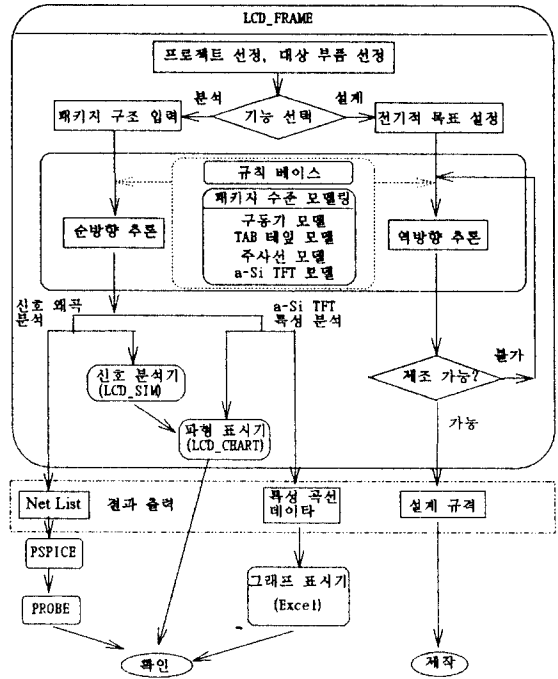 LCD_FRAME
프로젝트 선정, 대상 부품 선정
분석
설계
패키지 구조 입력
기능 선택
전기적 목표 설정
규칙 베이스
패키지 수준 모델링
구동기 모델
TAB 테잎 모델
주사선 모델
a-Si TFT 모델
순방향 추론
역방향 추론
신호 왜곡
분석
a-Si TFT
특성 분석
불가
신호 분석기
(LCD_SIM)
제조 가능?
파형 표시기
(LCD_CHART)
가능
Net List
결과 출력
특성 곡선
데이타
설계 규격
PSPICE
그래프 표시기
(Excel)
PROBE
확인
제작